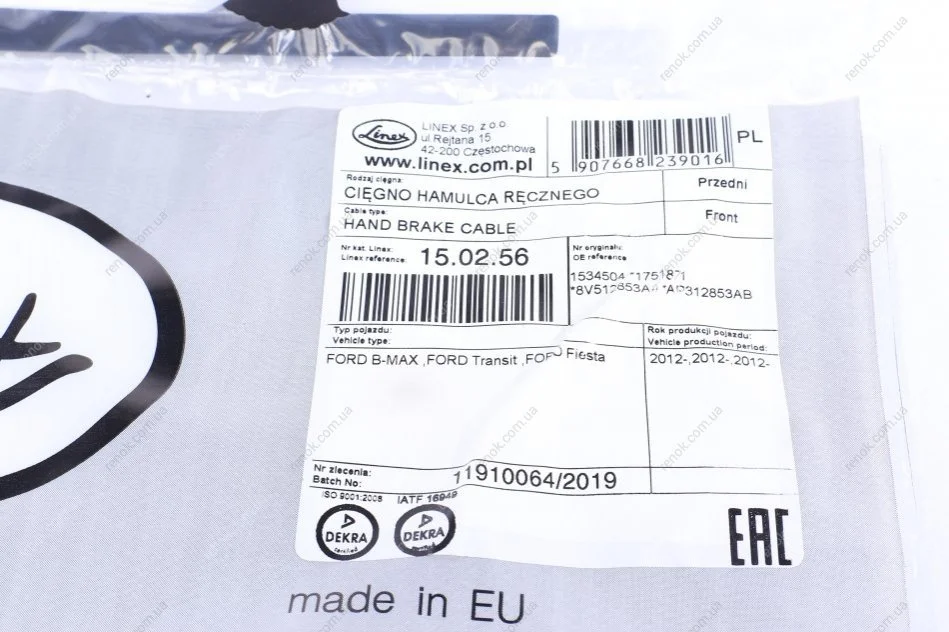 Linex
LINEX Sp. z o.o.
ul Rejtana 15
42-200 Częstochowa
www.linex.com.pl
5 907668 239016
PL
Rodzaj cięgna:
CIĘGNO HAMULCA RĘCZNEGO
Przedni
Cable type:
HAND BRAKE CABLE
Front
Nr kat. Linex:
Linex reference:
15.02.56
Nr oryginału:
OE reference
1534504
Typ pojazdu:
Vehicle type:
Rok produkcji pojazdu:
Vehicle production period:
FORD B-MAX ,FORD Transit ,FORD Fiesta
2012-,2012-,2012-
Nr zlecenia:
Batch No:
11910064/2019
ISO 9001:2008
IATF 16949
DEKRA
certified
DEKRA
certified
EAC
made in EU
renok.com.ua